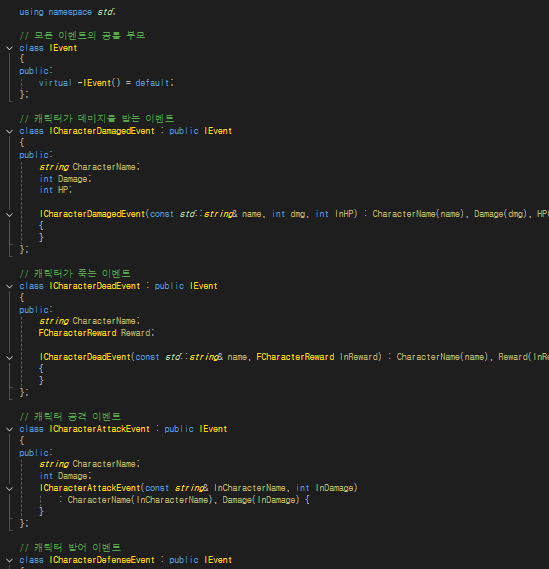 using namespace std;
// 모든 이벤트의 공통 부모
class IEvent
{
public:
virtual ~IEvent() = default;
};
// 캐릭터가 데미지를 받는 이벤트
class ICharacterDamagedEvent : public IEvent
{
public:
string CharacterName;
int Damage;
int HP;
ICharacterDamagedEvent(const std::string& name, int dmg, int InHP) : CharacterName(name), Damage(dmg), HP(
{
}
};
// 캐릭터가 죽는 이벤트
class ICharacterDeadEvent : public IEvent
{
public:
string CharacterName;
FCharacterReward Reward;
ICharacterDeadEvent(const std::string& name, FCharacterReward InReward) : CharacterName(name), Reward(InRe
{
}
};
// 캐릭터 공격 이벤트
class ICharacterAttackEvent : public IEvent
{
public:
string CharacterName;
int Damage;
ICharacterAttackEvent(const string& InCharacterName, int InDamage)
: CharacterName(InCharacterName), Damage(InDamage) {
}
};
// 캐릭터 방어 이벤트
class ICharacterDefenseEvent : public IEvent